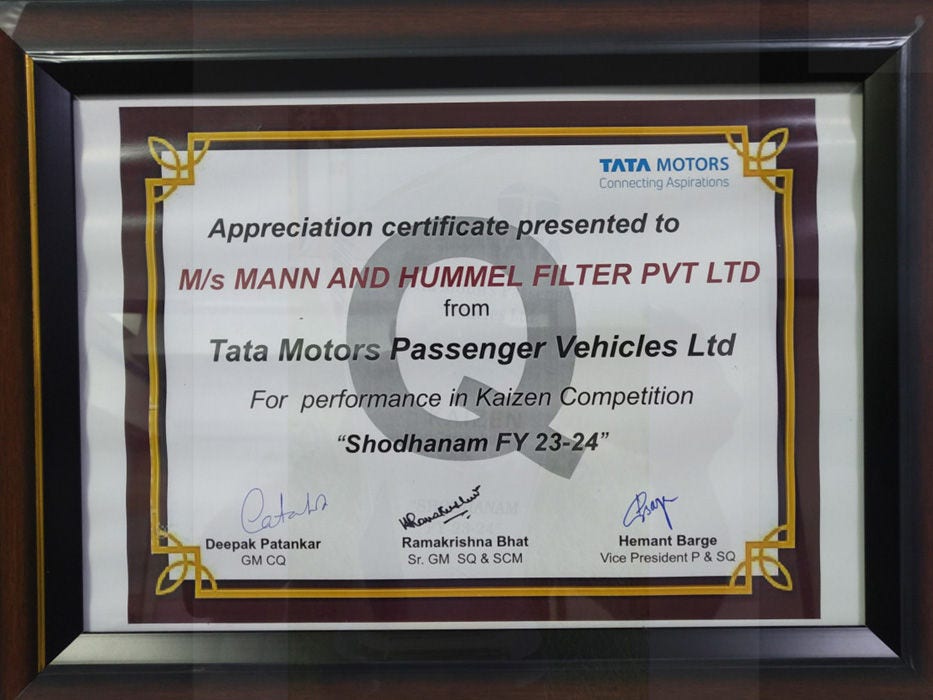 TATA MOTORS
Connecting Aspirations
Appreciation certificate presented to
M/s MANN AND HUMMEL FILTER PVT LTD
from
Tata Motors Passenger Vehicles Ltd
For performance in Kaizen Competition
“Shodhanam FY 23-24”
Deepak Patankar
GM CQ
Ramakrishna Bhat
Sr. GM SQ & SCM
Hemant Barge
Vice President P & SQ
Q